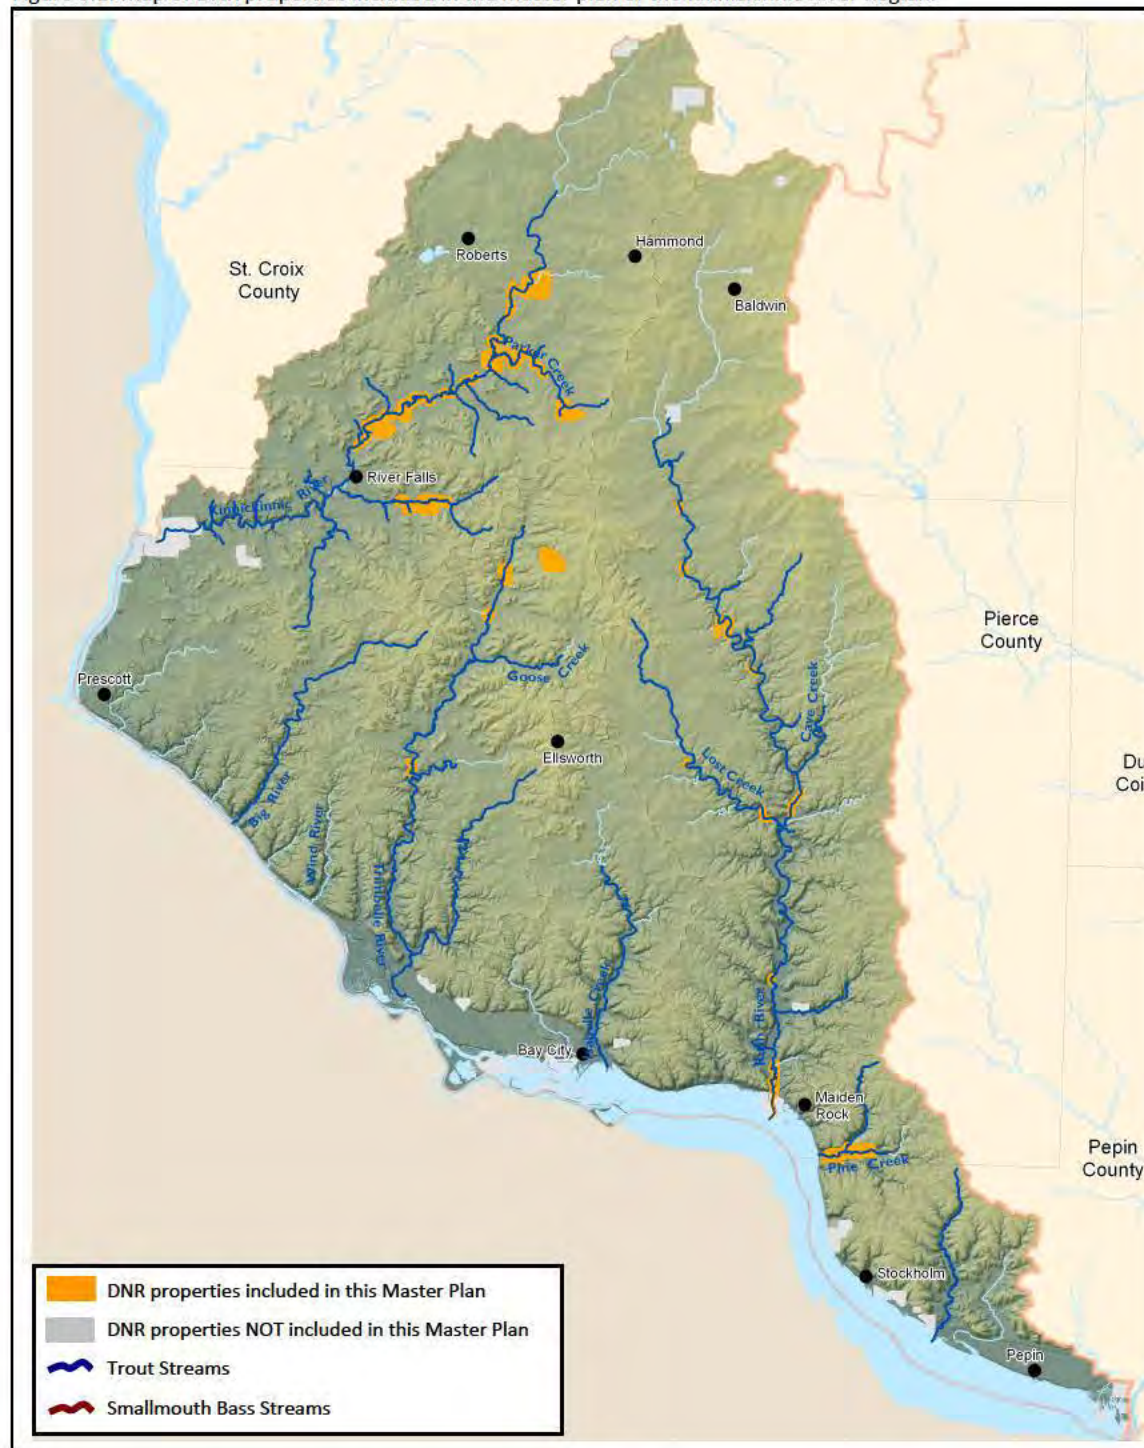 Roberts
Hammond
St. Croix
County
Baldwin
Parker Creek
River Falls
Kinnickinnic River
Pierce
County
Prescott
Goose Creek
Cave Creek
Ellsworth
Lost Creek
Du
Big River
Wind River
Trimbelle River
Rush River
Bay City
Maiden
Rock
Pine Creek
Pepin
County
Stockholm
Pepin
DNR properties included in this Master Plan
DNR properties NOT included in this Master Plan
Trout Streams
Smallmouth Bass Streams